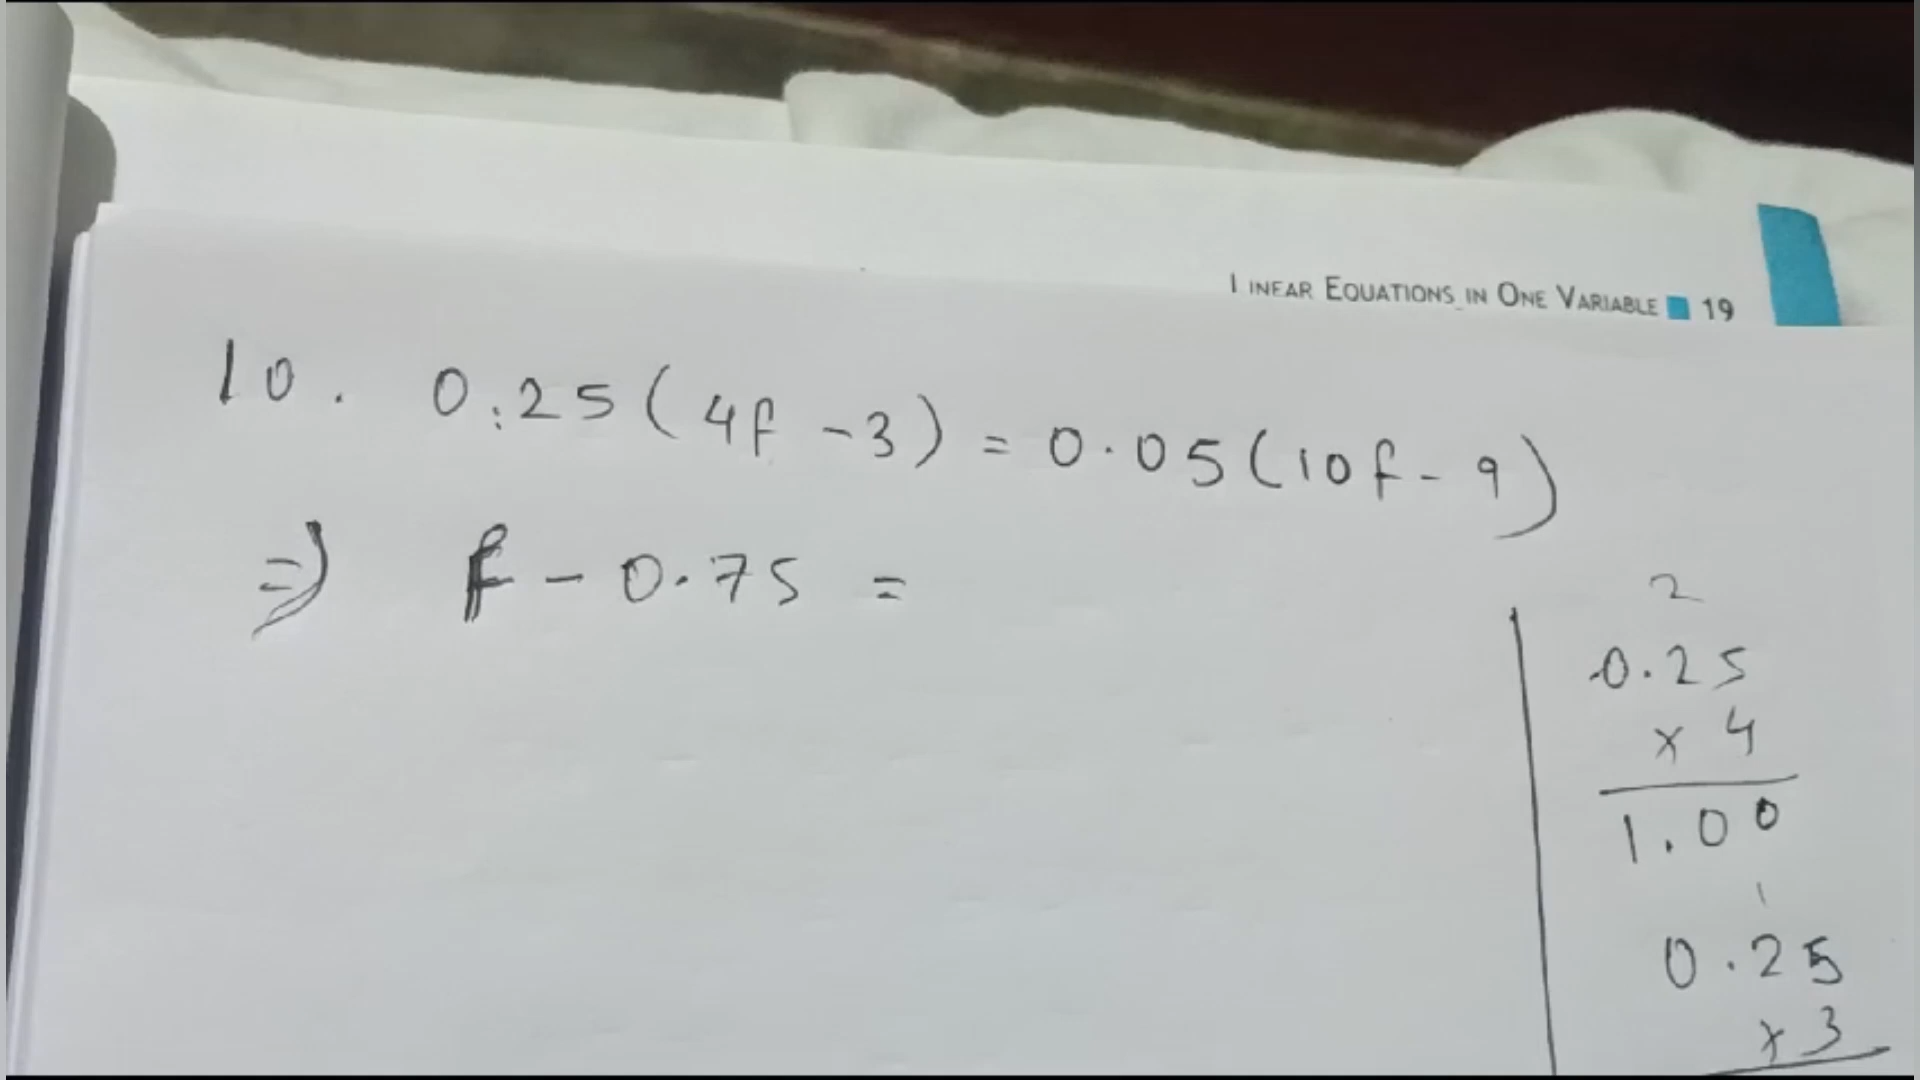 LINEAR EQUATIONS IN ONE VARIABLE 19
10. 0.25(4f-3) = 0.05(10f-9)
=) f - 0.75 =
2
0.25
x 4
1.00
1
0.25
x 3